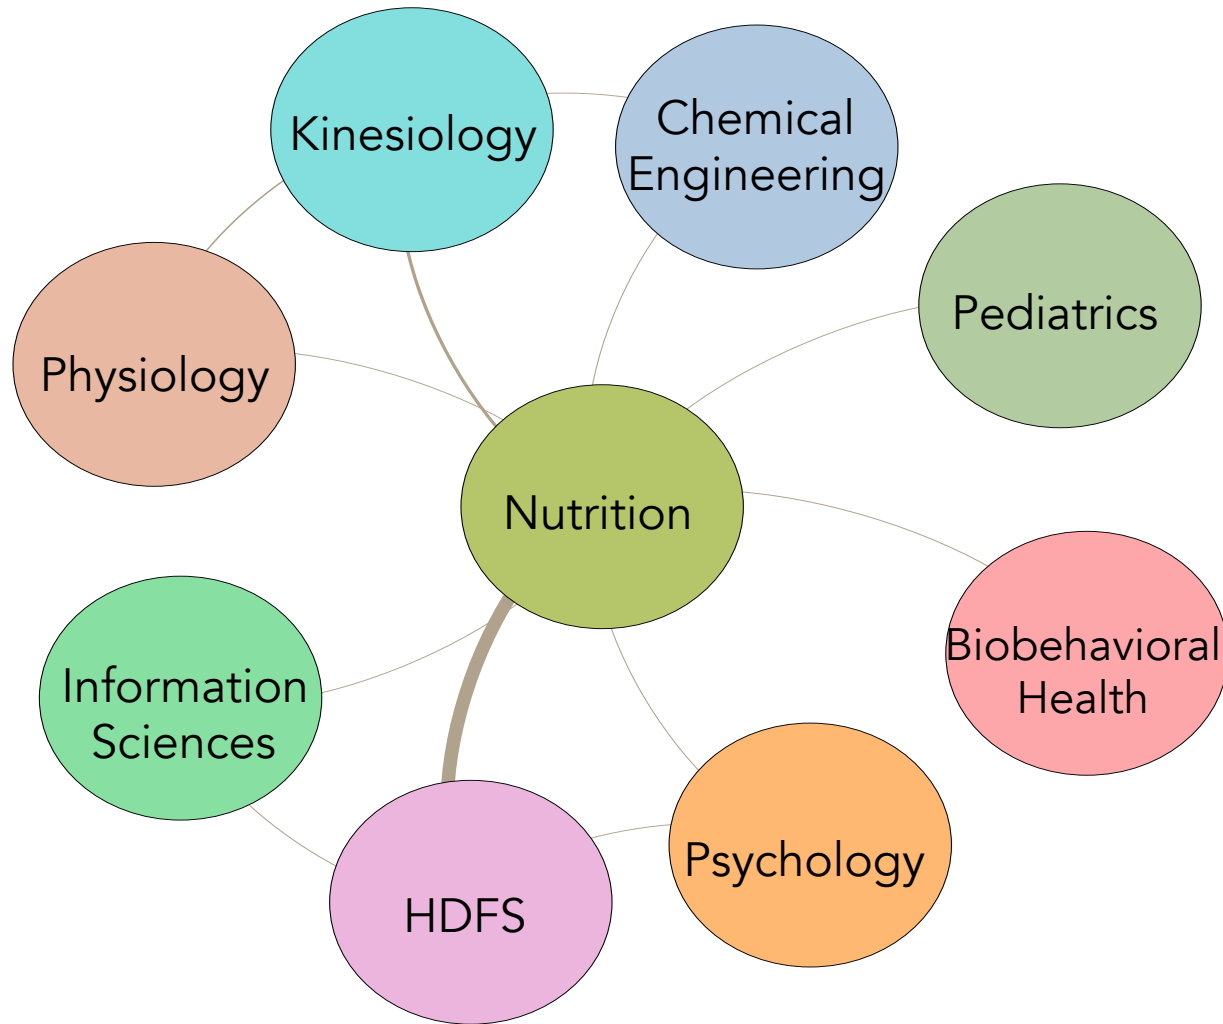 Kinesiology
Chemical
Engineering
Pediatrics
Physiology
Nutrition
Biobehavioral
Health
Information
Sciences
Psychology
HDFS